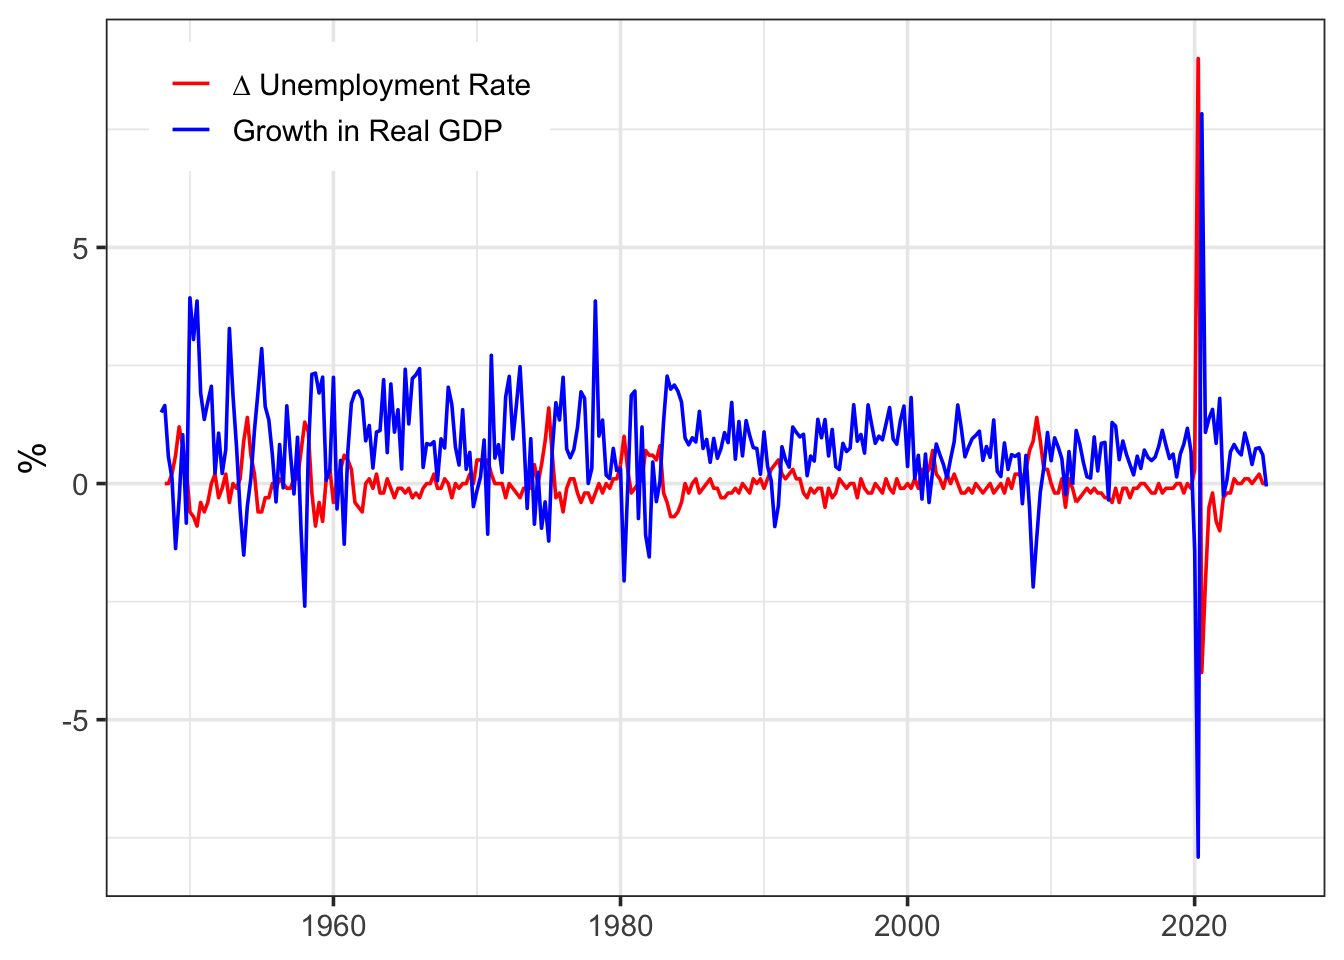 Δ Unemployment Rate
Growth in Real GDP
%
5
0
-5
1960 1980 2000 2020